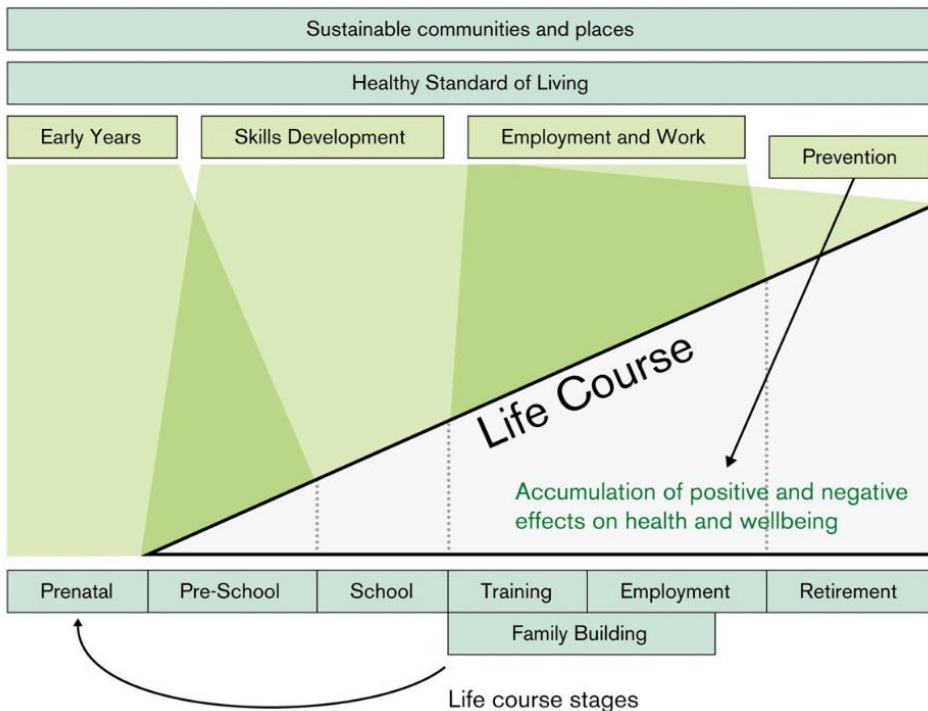 Sustainable communities and places
Healthy Standard of Living
Early Years
Skills Development
Employment and Work
Prevention
Life Course
Accumulation of positive and negative
effects on health and wellbeing
Prenatal
Pre-School
School
Training
Employment
Retirement
Family Building
Life course stages